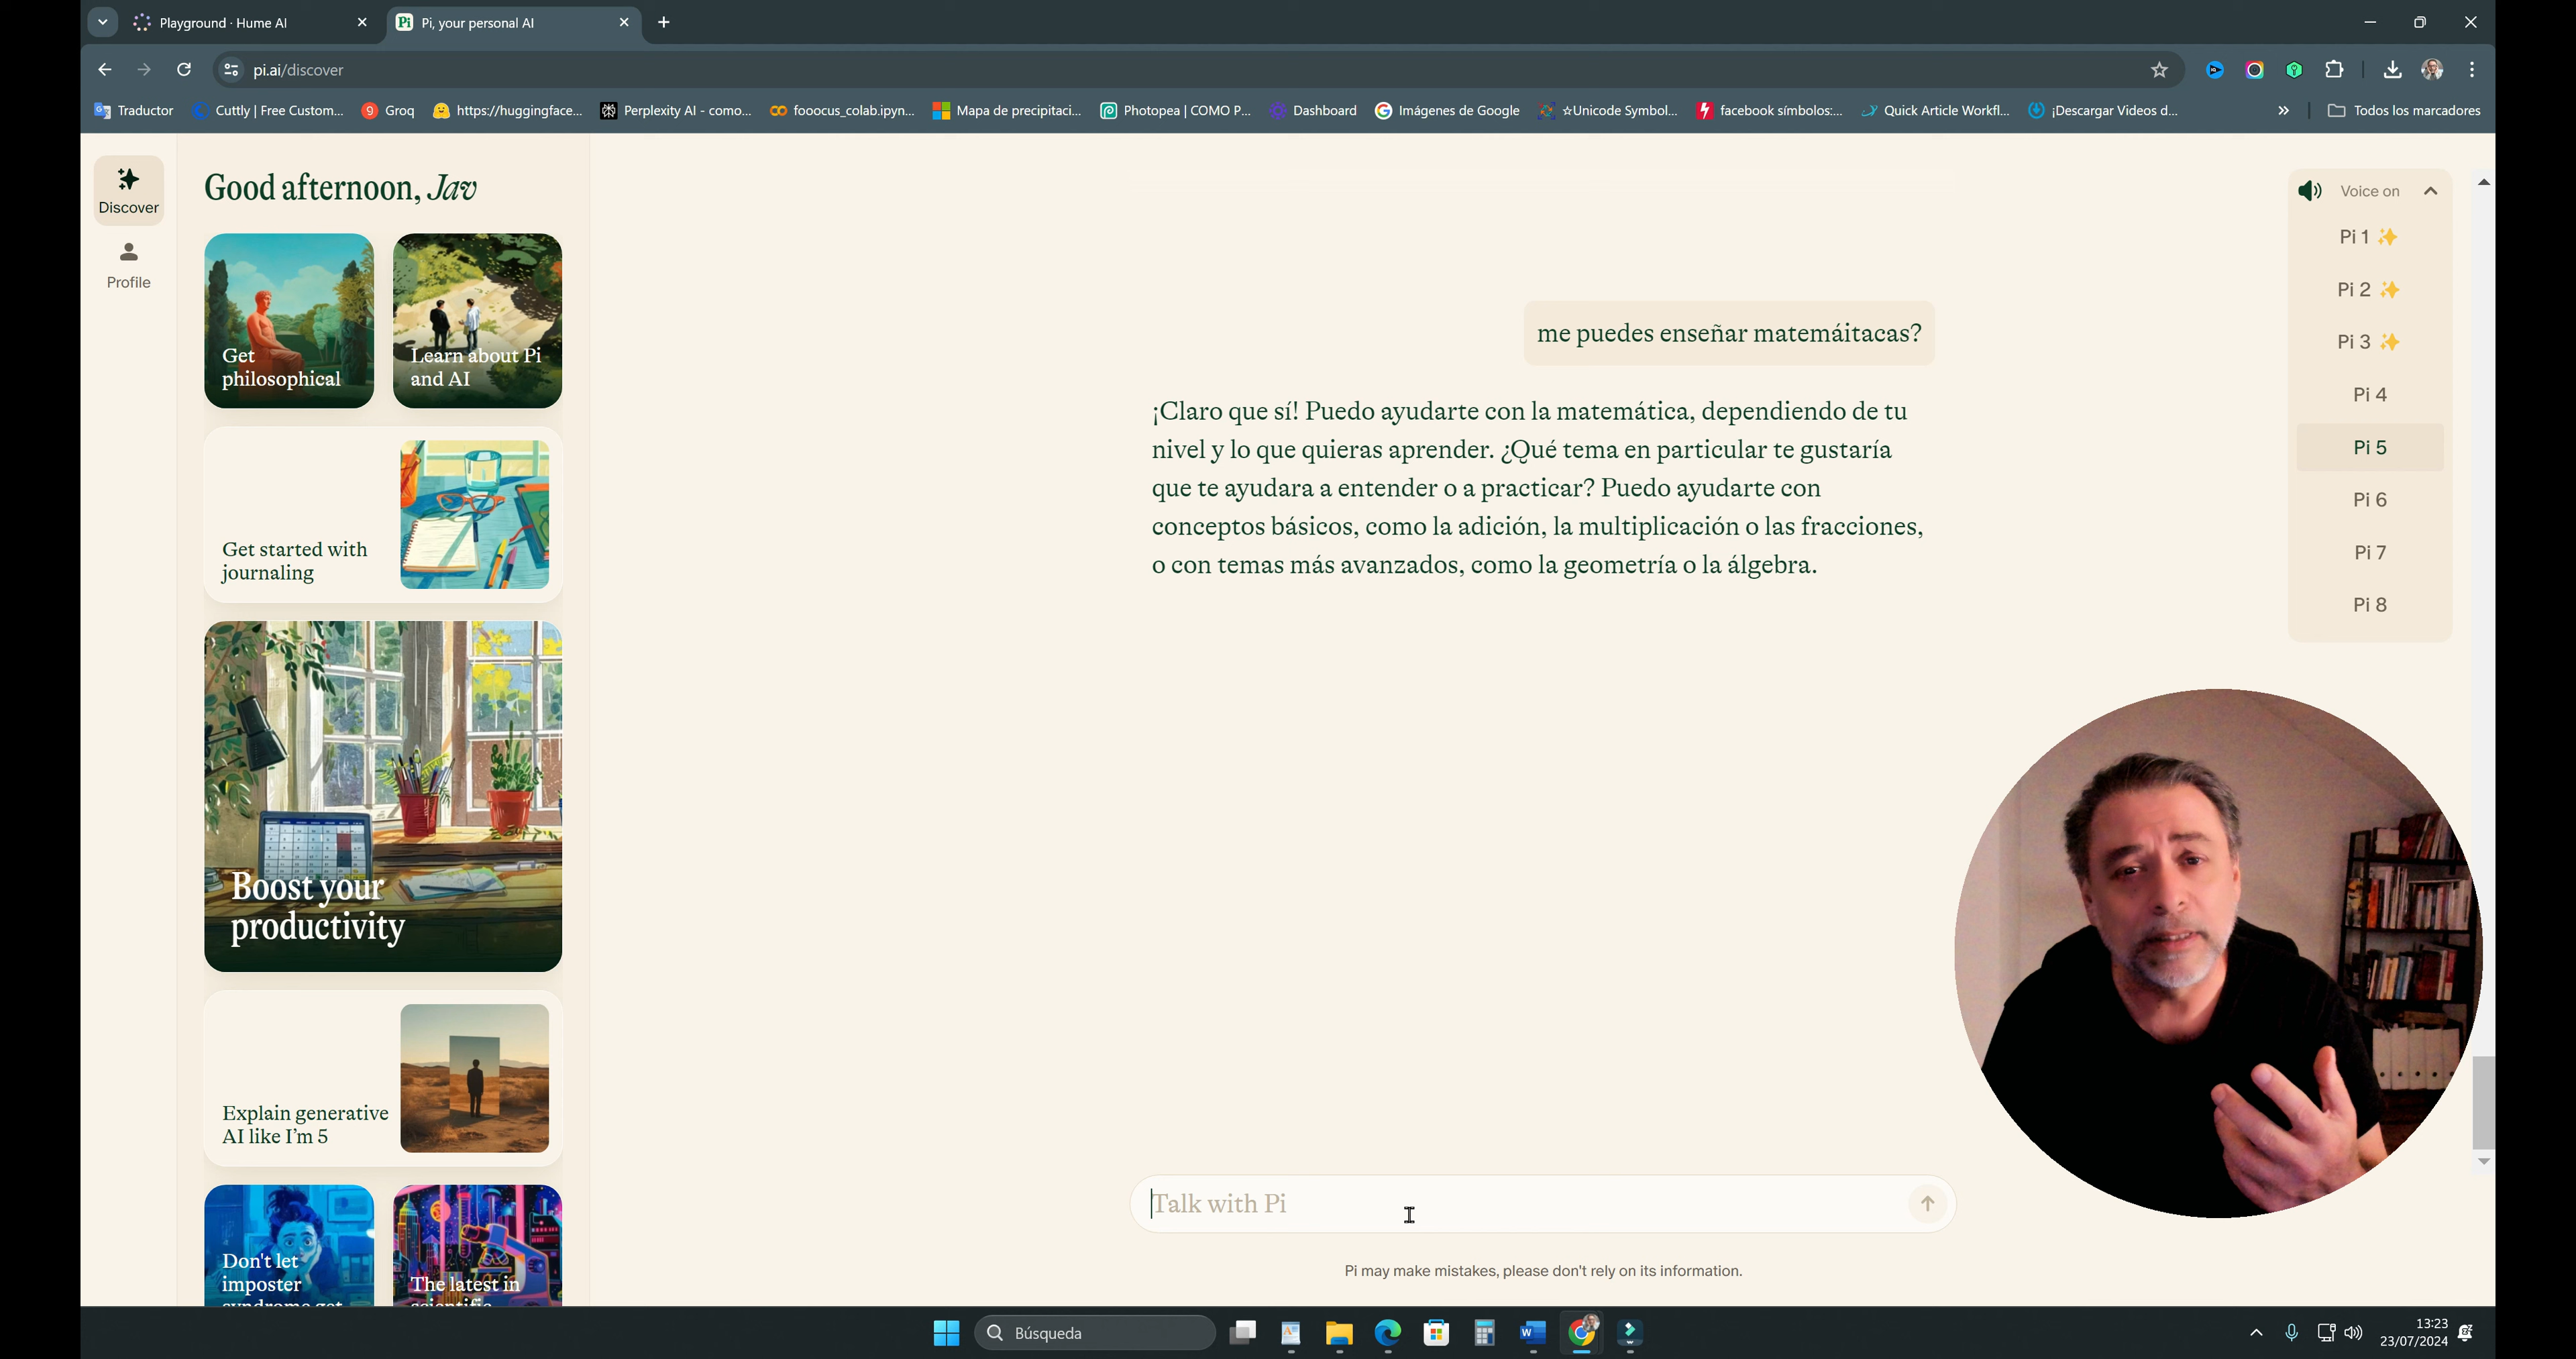 Playground · Hume AI
Pi, your personal AI
pi.ai/discover
Traductor
Cuttly | Free Custom...
Groq
https://huggingface...
Perplexity AI - como...
fooocus_colab.ipyn...
Mapa de precipitaci...
Photopea | COMO P...
Dashboard
Imágenes de Google
☆Unicode Symbol...
facebook símbolos:...
Quick Article Workfl...
¡Descargar Videos d...
Todos los marcadores
Discover
Profile
Good afternoon, Jav
Get
philosophical
Learn about Pi
and AI
Get started with
journaling
Boost your
productivity
Explain generative
AI like I'm 5
Don't let
imposter
syndrome get
The latest in
scientific
me puedes enseñar matemáitacas?
¡Claro que sí! Puedo ayudarte con la matemática, dependiendo de tu
nivel y lo que quieras aprender. ¿Qué tema en particular te gustaría
que te ayudara a entender o a practicar? Puedo ayudarte con
conceptos básicos, como la adición, la multiplicación o las fracciones,
o con temas más avanzados, como la geometría o la álgebra.
Talk with Pi
Pi may make mistakes, please don't rely on its information.
Voice on
Pi 1 ✨
Pi 2 ✨
Pi 3 ✨
Pi 4
Pi 5
Pi 6
Pi 7
Pi 8
Búsqueda
13:23
23/07/2024